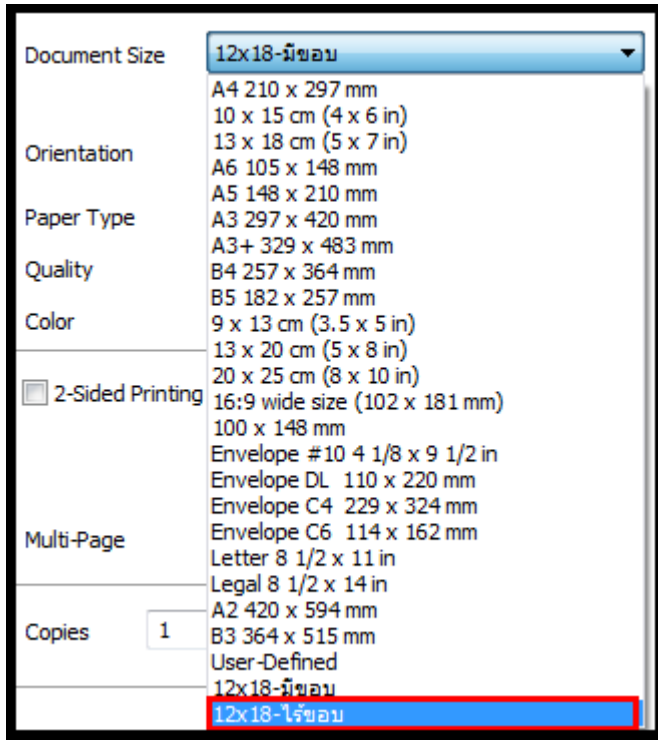 Document Size
12x18-มีขอบ
A4 210 x 297 mm
10 x 15 cm (4 x 6 in)
13 x 18 cm (5 x 7 in)
Orientation
A6 105 x 148 mm
A5 148 x 210 mm
Paper Type
A3 297 x 420 mm
A3+ 329 x 483 mm
Quality
B4 257 x 364 mm
B5 182 x 257 mm
Color
9 x 13 cm (3.5 x 5 in)
13 x 20 cm (5 x 8 in)
20 x 25 cm (8 x 10 in)
2-Sided Printing
16:9 wide size (102 x 181 mm)
100 x 148 mm
Envelope #10 4 1/8 x 9 1/2 in
Envelope DL 110 x 220 mm
Envelope C4 229 x 324 mm
Envelope C6 114 x 162 mm
Multi-Page
Letter 8 1/2 x 11 in
Legal 8 1/2 x 14 in
A2 420 x 594 mm
Copies 1
B3 364 x 515 mm
User-Defined
12x18-มีขอบ
12x18-ไร้ขอบ